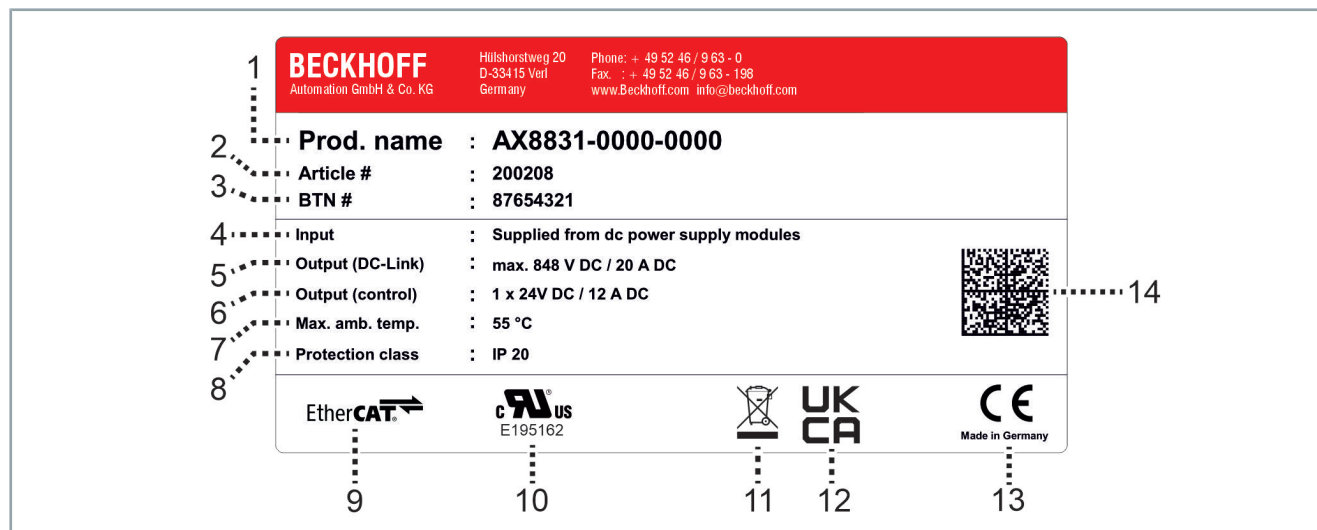 BECKHOFF
Automation GmbH & Co. KG
Hülshorstweg 20
D-33415 Verl
Germany
Phone: + 49 52 46 / 9 63 - 0
Fax. : + 49 52 46 / 9 63 - 198
www.Beckhoff.com info@beckhoff.com
1 Prod. name : AX8831-0000-0000
2 Article # : 200208
3 BTN # : 87654321
4 Input : Supplied from dc power supply modules
5 Output (DC-Link) : max. 848 V DC / 20 A DC
6 Output (control) : 1 x 24V DC / 12 A DC
7 Max. amb. temp. : 55 °C
8 Protection class : IP 20
14
EtherCAT®
c RU® US
E195162
UK
CA
CE
Made in Germany
9 10 11 12 13